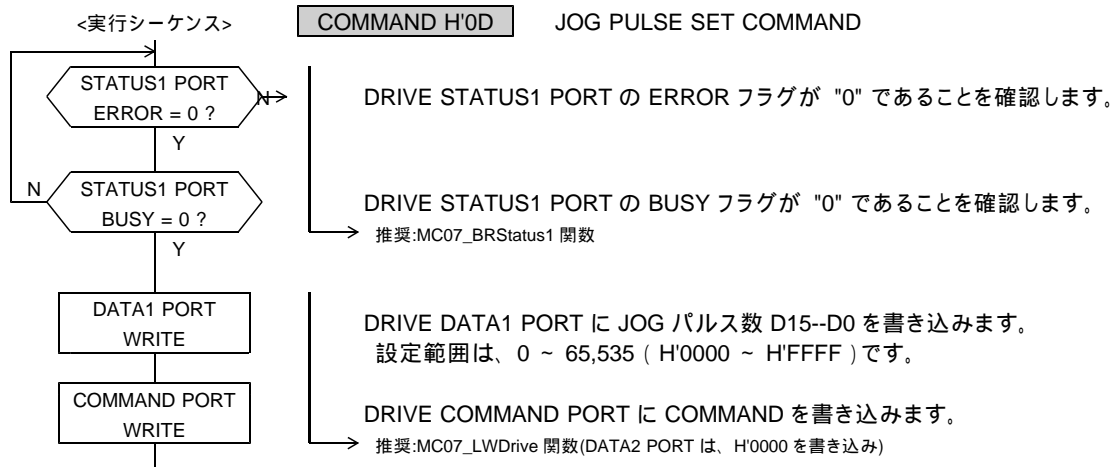 <実行シーケンス>
COMMAND H'0D JOG PULSE SET COMMAND
STATUS1 PORT
ERROR = 0 ?
N
DRIVE STATUS1 PORT の ERROR フラグが "0" であることを確認します。
Y
N
STATUS1 PORT
BUSY = 0 ?
DRIVE STATUS1 PORT の BUSY フラグが "0" であることを確認します。
推奨:MC07_BRStatus1 関数
Y
DATA1 PORT
WRITE
DRIVE DATA1 PORT に JOG パルス数 D15--D0 を書き込みます。
設定範囲は、0 ~ 65,535 ( H'0000 ~ H'FFFF ) です。
COMMAND PORT
WRITE
DRIVE COMMAND PORT に COMMAND を書き込みます。
推奨:MC07_LWDrive 関数(DATA2 PORT は、H'0000 を書き込み)